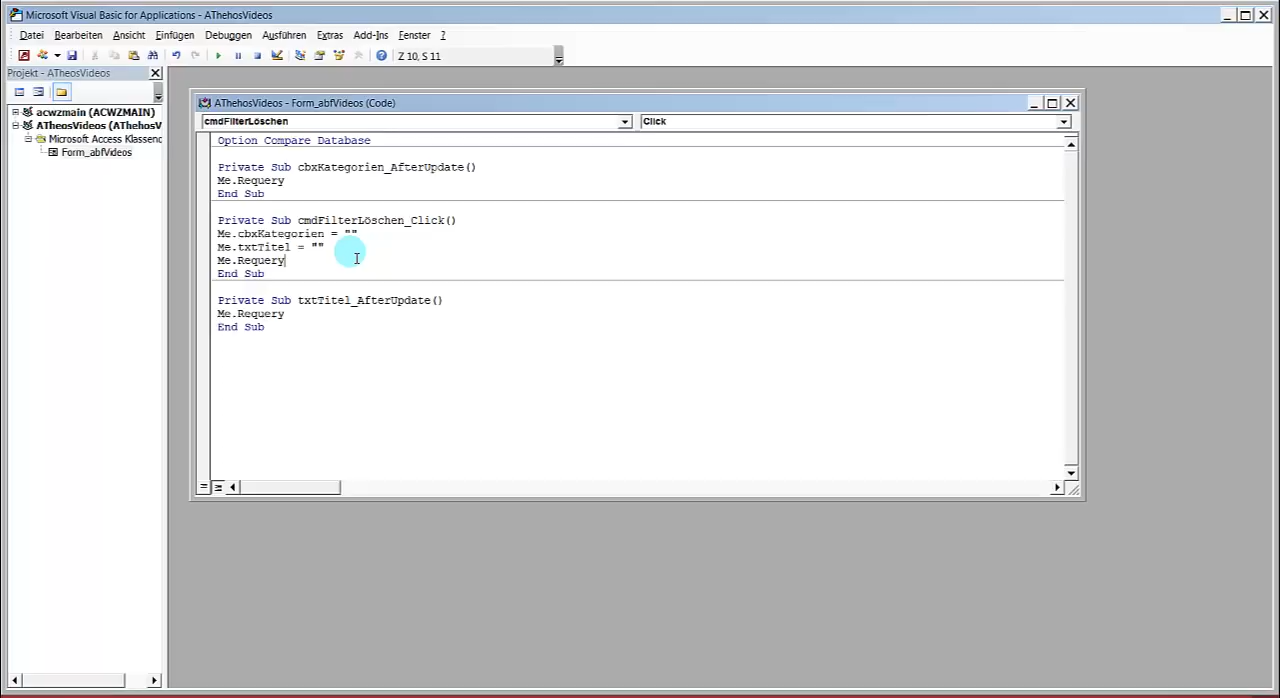 Microsoft Visual Basic for Applications - AThehosVideos
Datei Bearbeiten Ansicht Einfügen Debuggen Ausführen Extras Add-Ins Fenster ?
Z 10, S 11
Projekt - ATheosVideos
acwzmain (ACWZMAIN)
ATheosVideos (AThehosV
Microsoft Access Klassend
Form_abfVideos
AThehosVideos - Form_abfVideos (Code)
cmdFilterLöschen Click
Option Compare Database
Private Sub cbxKategorien_AfterUpdate()
Me.Requery
End Sub
Private Sub cmdFilterLöschen_Click()
Me.cbxKategorien = ""
Me.txtTitel = ""
Me.Requery
End Sub
Private Sub txtTitel_AfterUpdate()
Me.Requery
End Sub